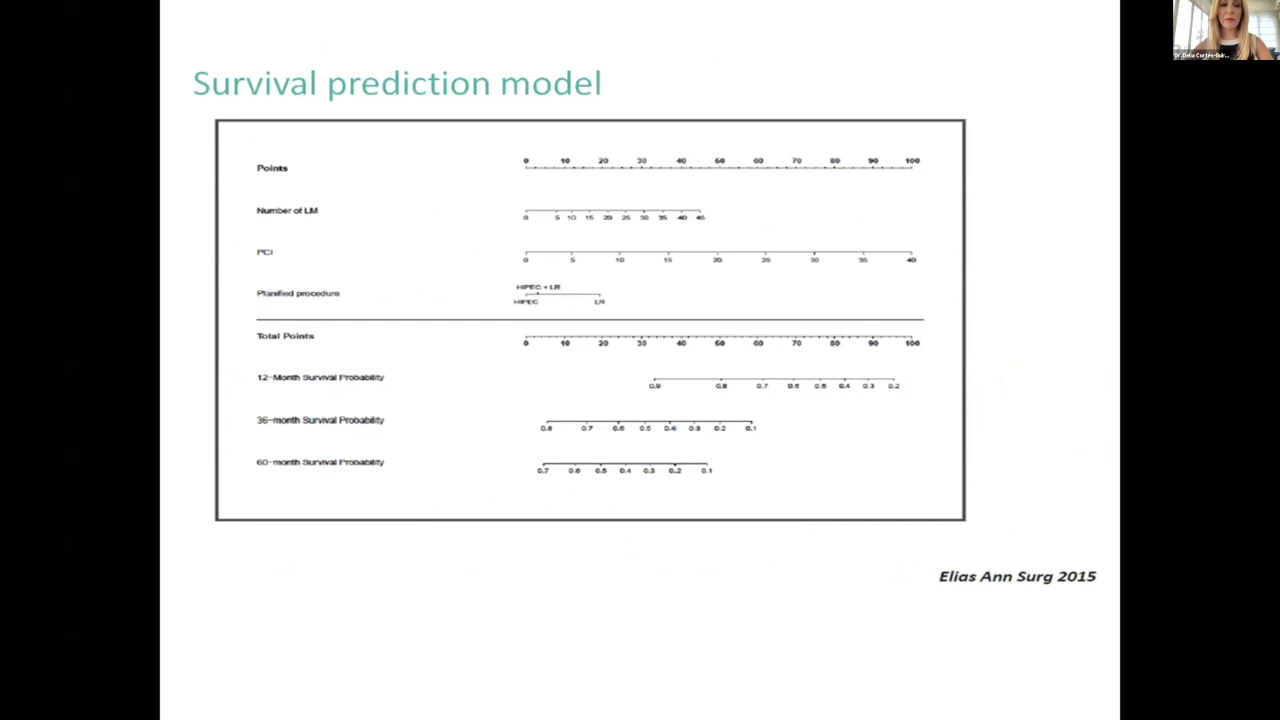 Survival prediction model
Points
0 10 20 30 40 50 60 70 80 90 100
Number of LM
0 5 10 15 20 25 30 35 40 45
PCI
0 5 10 15 20 25 30 35 40
Planified procedure
HIPEC + LR
HIPEC LR
Total Points
0 10 20 30 40 50 60 70 80 90 100
12-Month Survival Probability
0.9 0.8 0.7 0.6 0.5 0.4 0.3 0.2
36-month Survival Probability
0.8 0.7 0.6 0.5 0.4 0.3 0.2 0.1
60-month Survival Probability
0.7 0.6 0.5 0.4 0.3 0.2 0.1
Elias Ann Surg 2015